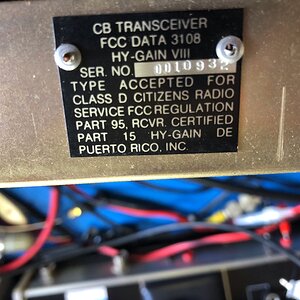 CB TRANSCEIVER
FCC DATA 3108
HY-GAIN VIII
SER. NO. 0010932
TYPE ACCEPTED FOR
CLASS D CITIZENS RADIO
SERVICE FCC REGULATION
PART 95, RCVR. CERTIFIED
PART 15 HY-GAIN DE
PUERTO RICO, INC.